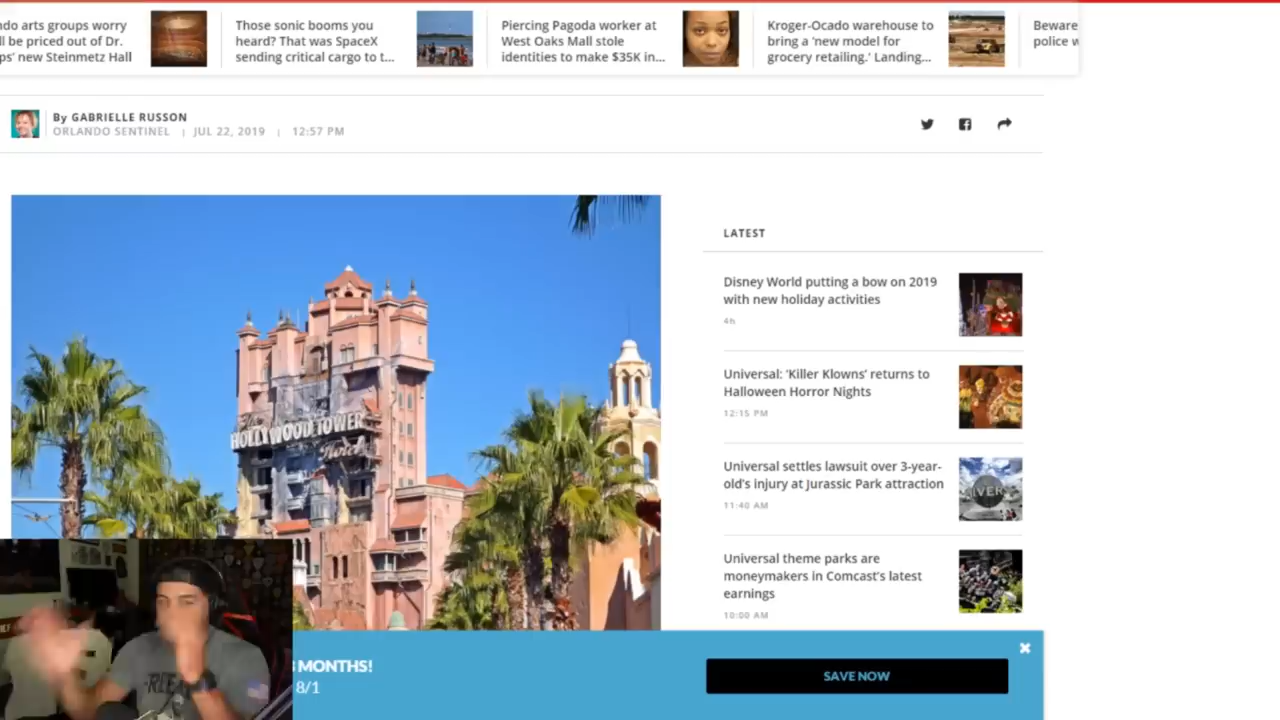 ndo arts groups worry
ll be priced out of Dr.
ps' new Steinmetz Hall
Those sonic booms you
heard? That was SpaceX
sending critical cargo to t...
Piercing Pagoda worker at
West Oaks Mall stole
identities to make $35K in...
Kroger-Ocado warehouse to
bring a 'new model for
grocery retailing.' Landing...
Beware
police w
By GABRIELLE RUSSON
ORLANDO SENTINEL | JUL 22, 2019 | 12:57 PM
HOLLYWOOD TOWER
Hotel
LATEST
Disney World putting a bow on 2019
with new holiday activities
4h
Universal: 'Killer Klowns' returns to
Halloween Horror Nights
12:15 PM
Universal settles lawsuit over 3-year-
old's injury at Jurassic Park attraction
11:40 AM
Universal theme parks are
moneymakers in Comcast's latest
earnings
10:00 AM
MONTHS!
8/1
SAVE NOW